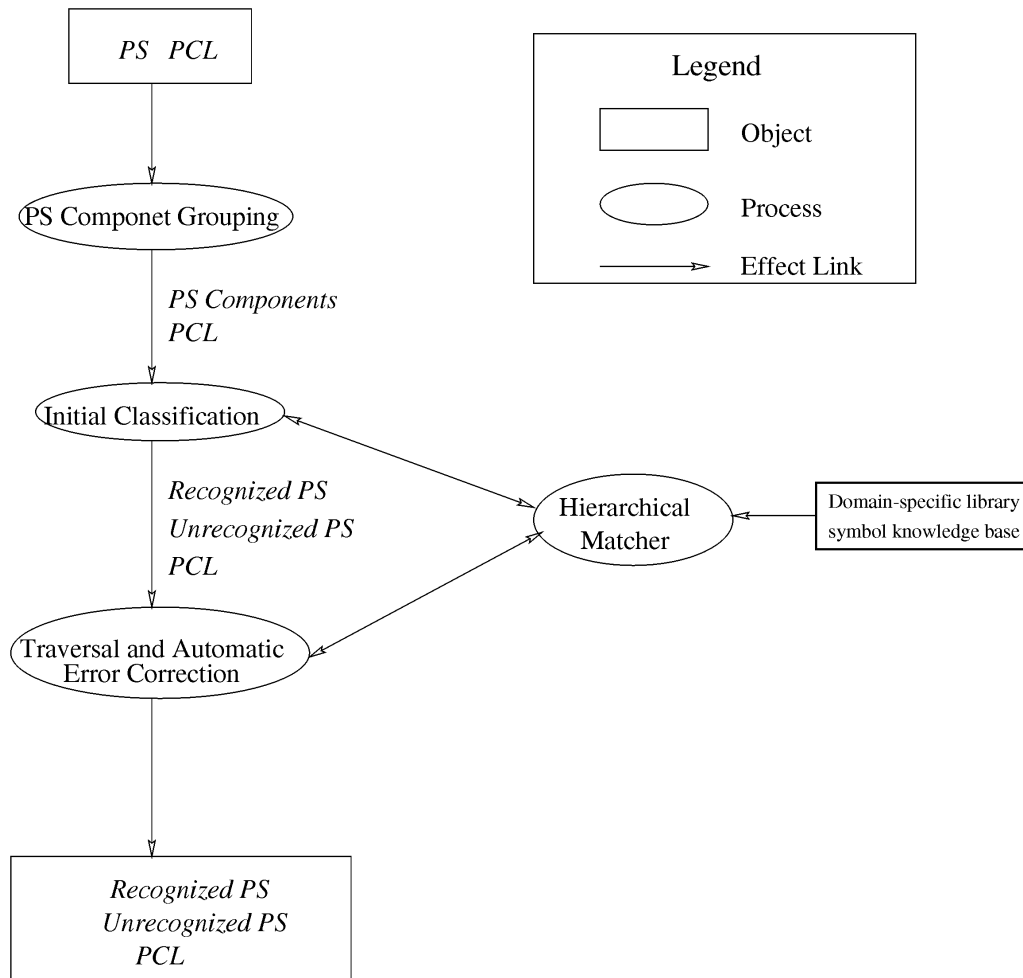 PS PCL
Legend
Object
Process
Effect Link
PS Componet Grouping
PS Components
PCL
Initial Classification
Recognized PS
Unrecognized PS
PCL
Hierarchical
Matcher
Domain-specific library
symbol knowledge base
Traversal and Automatic
Error Correction
Recognized PS
Unrecognized PS
PCL